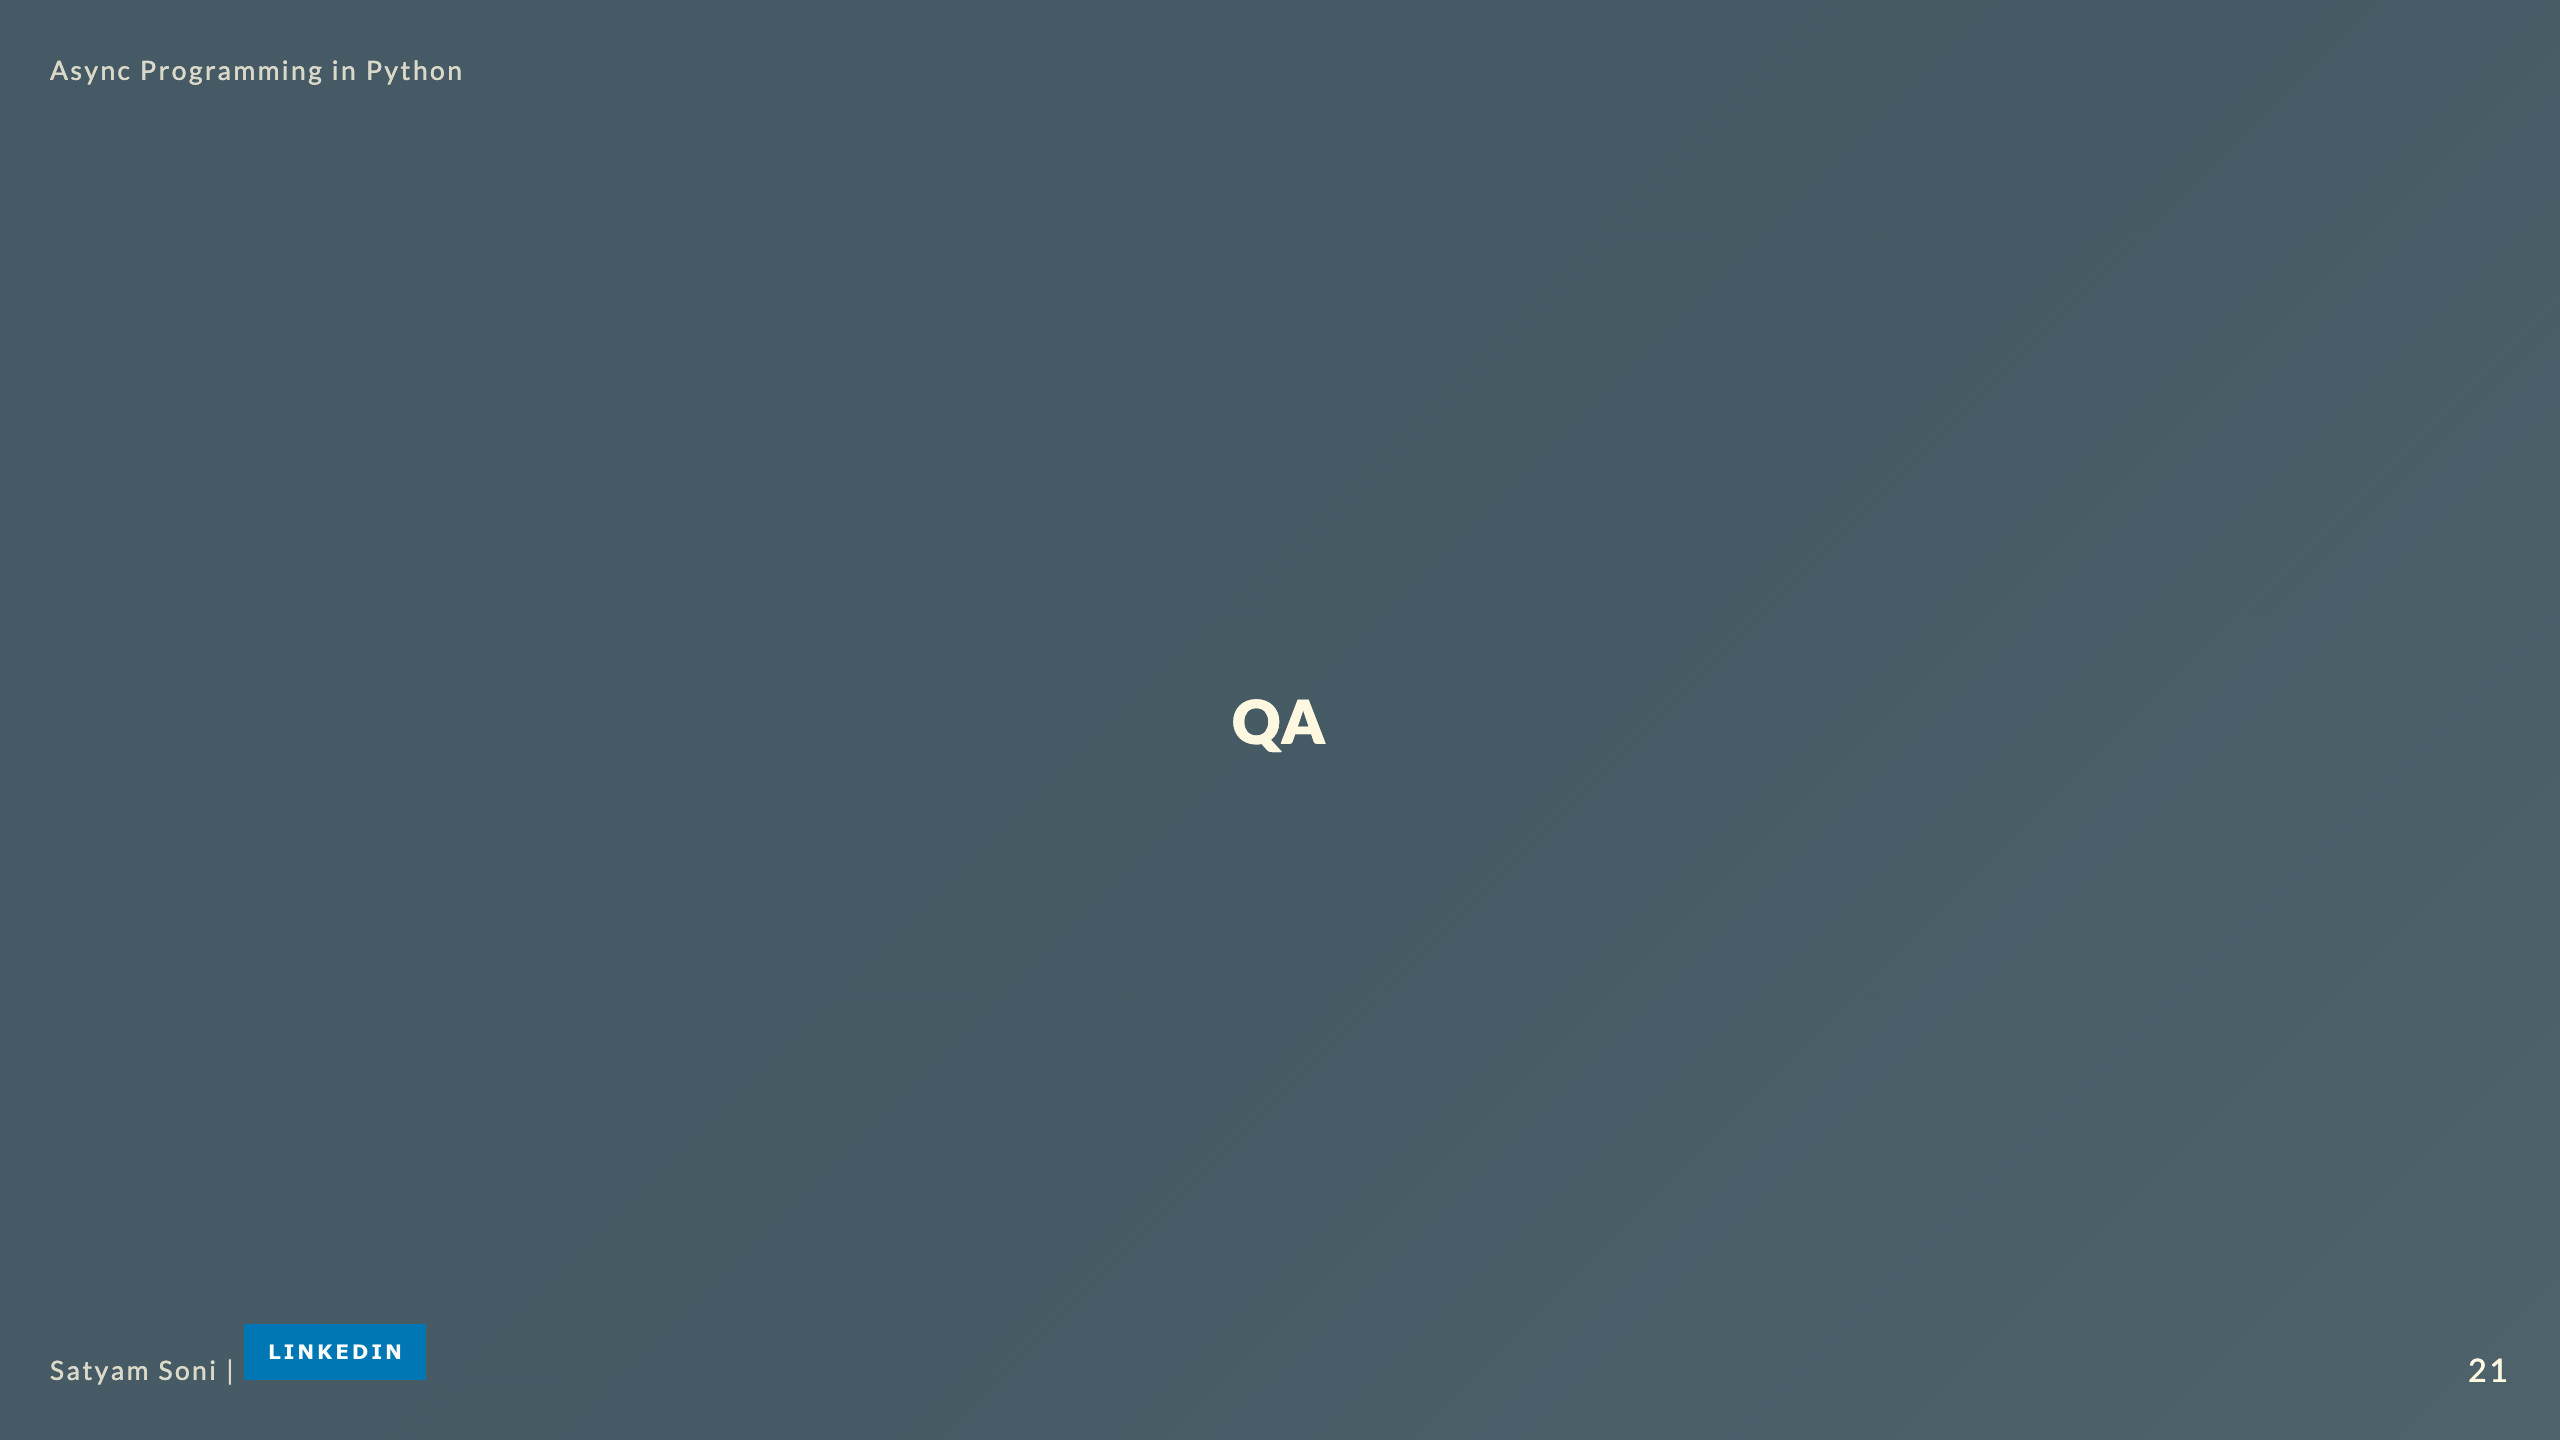 Async Programming in Python
QA
Satyam Soni | LINKEDIN
21